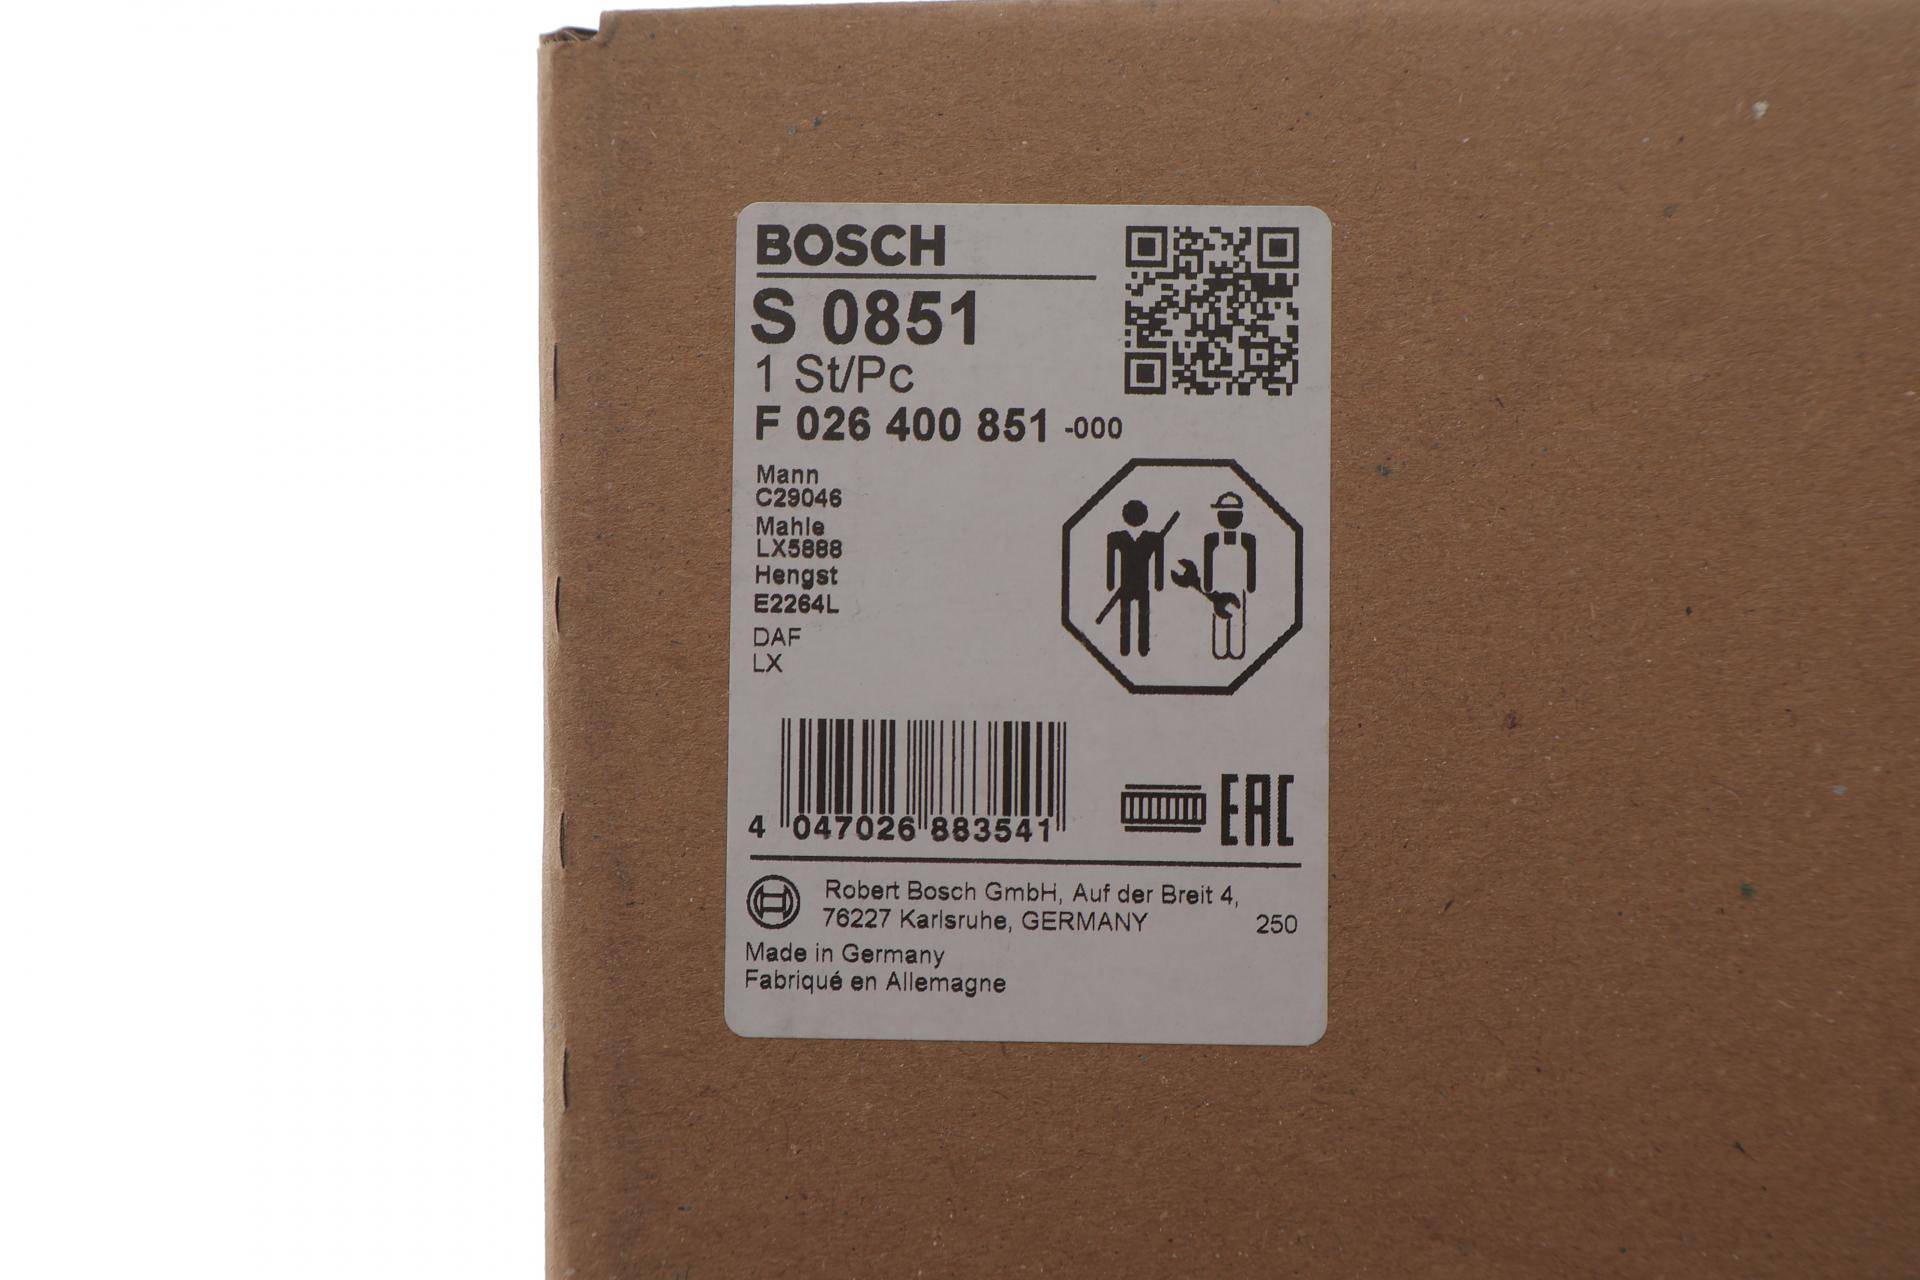 BOSCH
S 0851
1 St/Pc
F 026 400 851 -000
Mann
C29046
Mahle
LX5888
Hengst
E2264L
DAF
LX
4 047026 883541
EAC
Robert Bosch GmbH, Auf der Breit 4,
76227 Karlsruhe, GERMANY 250
Made in Germany
Fabriqué en Allemagne